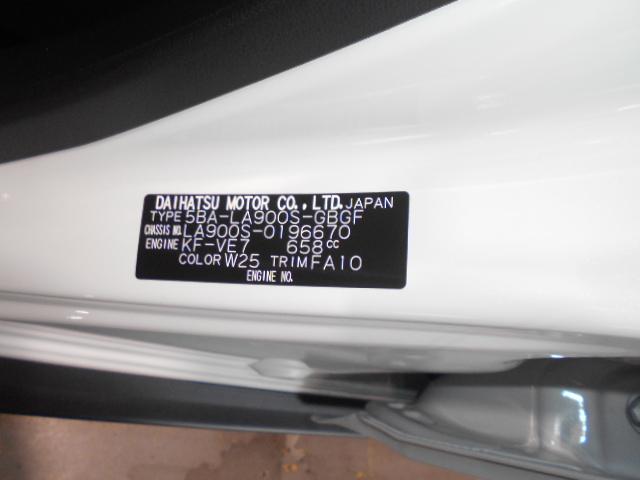 DAIHATSU MOTOR CO., LTD. JAPAN
TYPE 5BA-LA900S-GBGF
CHASSIS NO. LA900S-0196670
ENGINE KF-VE7 658cc
COLOR W25 TRIM FA10
ENGINE NO.